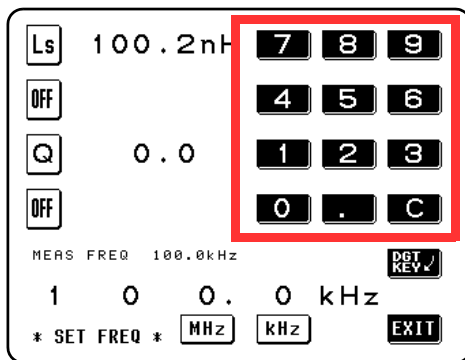 Ls 100.2nH 7 8 9
OFF 4 5 6
Q 0.0 1 2 3
OFF 0 . C
MEAS FREQ 100.0kHz DGT KEY
1 0 0. 0 kHz
* SET FREQ * MHz kHz EXIT